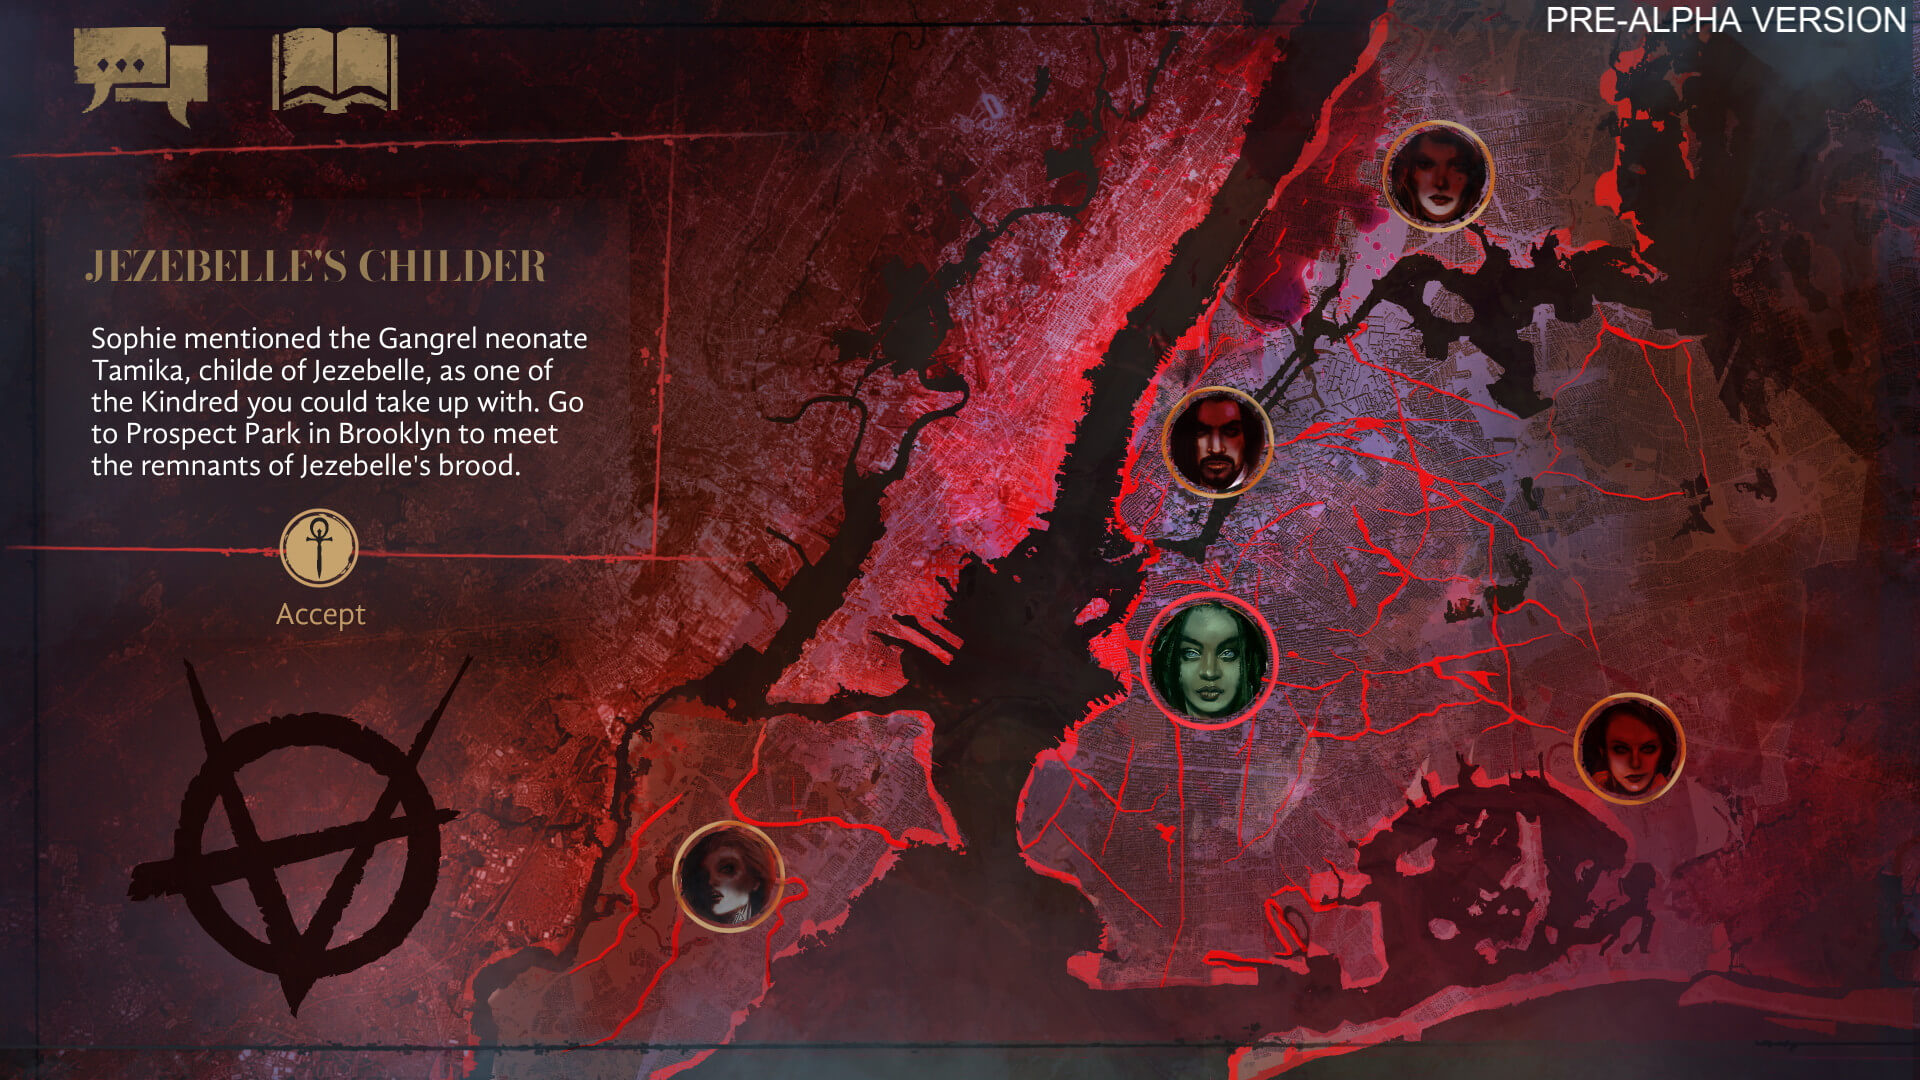 PRE-ALPHA VERSION
JEZEBELLE'S CHILDER
Sophie mentioned the Gangrel neonate
Tamika, childe of Jezebelle, as one of
the Kindred you could take up with. Go
to Prospect Park in Brooklyn to meet
the remnants of Jezebelle's brood.
Accept